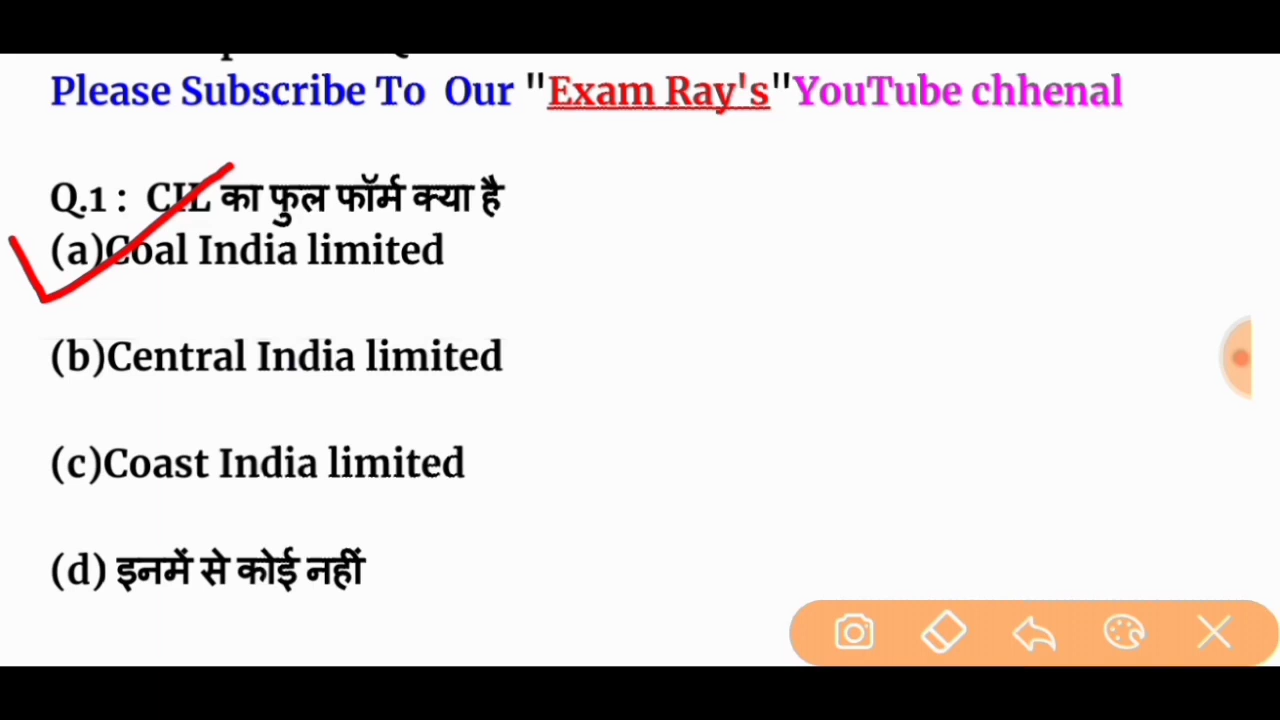 Please Subscribe To Our "Exam Ray's"YouTube chhenal
Q.1 : CIL का फुल फॉर्म क्या है
(a)Coal India limited
(b)Central India limited
(c)Coast India limited
(d) इनमें से कोई नहीं